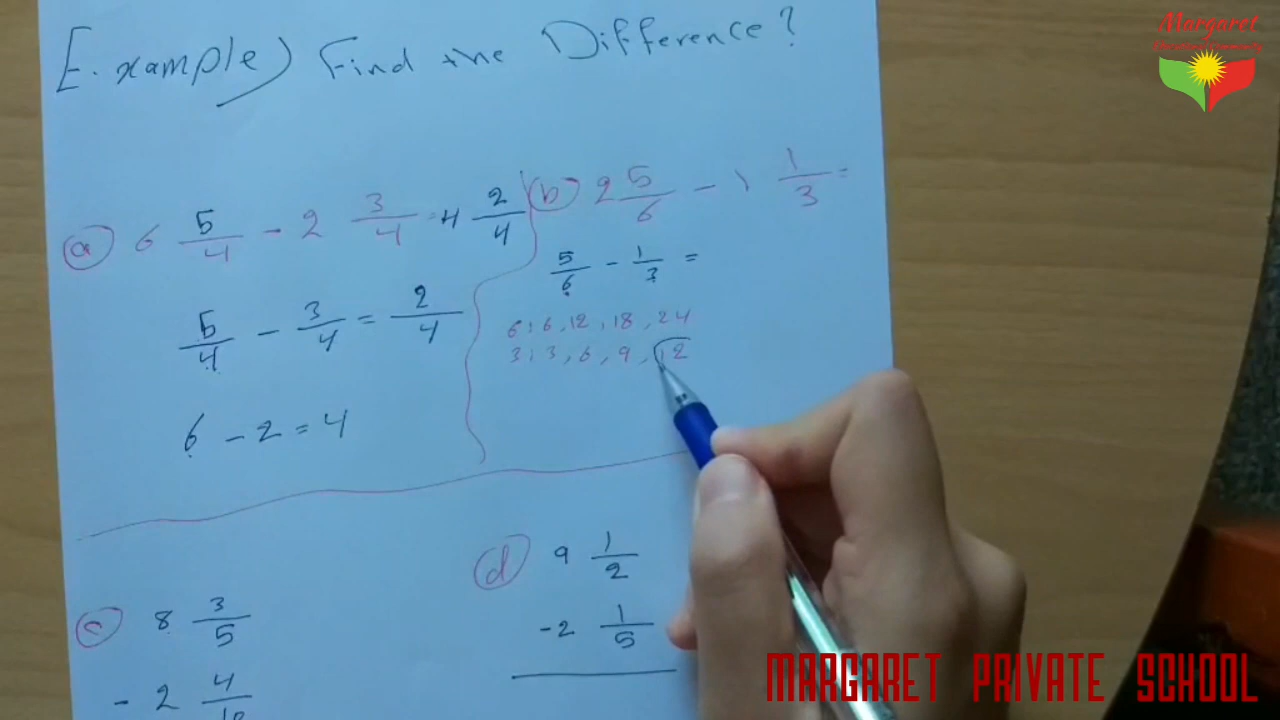 Margaret
E.xample) Find the Difference?
a) 6 5/4 - 2 3/4 = 4 2/4
b) 2 5/6 - 1 1/3 =
5/4 - 3/4 = 2/4
6 - 2 = 4
5/6 - 1/3 =
6: 6, 12, 18, 24
3: 3, 6, 9, 12
c) 8 3/5
- 2 4/10
d) 9 1/2
-2 1/5
MARGARET PRIVATE SCHOOL